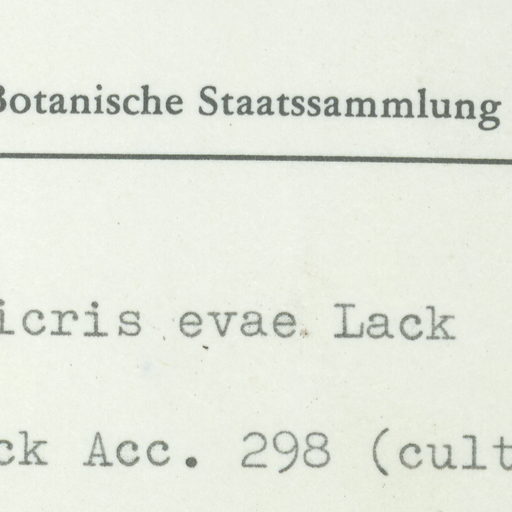 Botanische Staatssammlung
icris evae Lack
ck Acc. 298 (cult